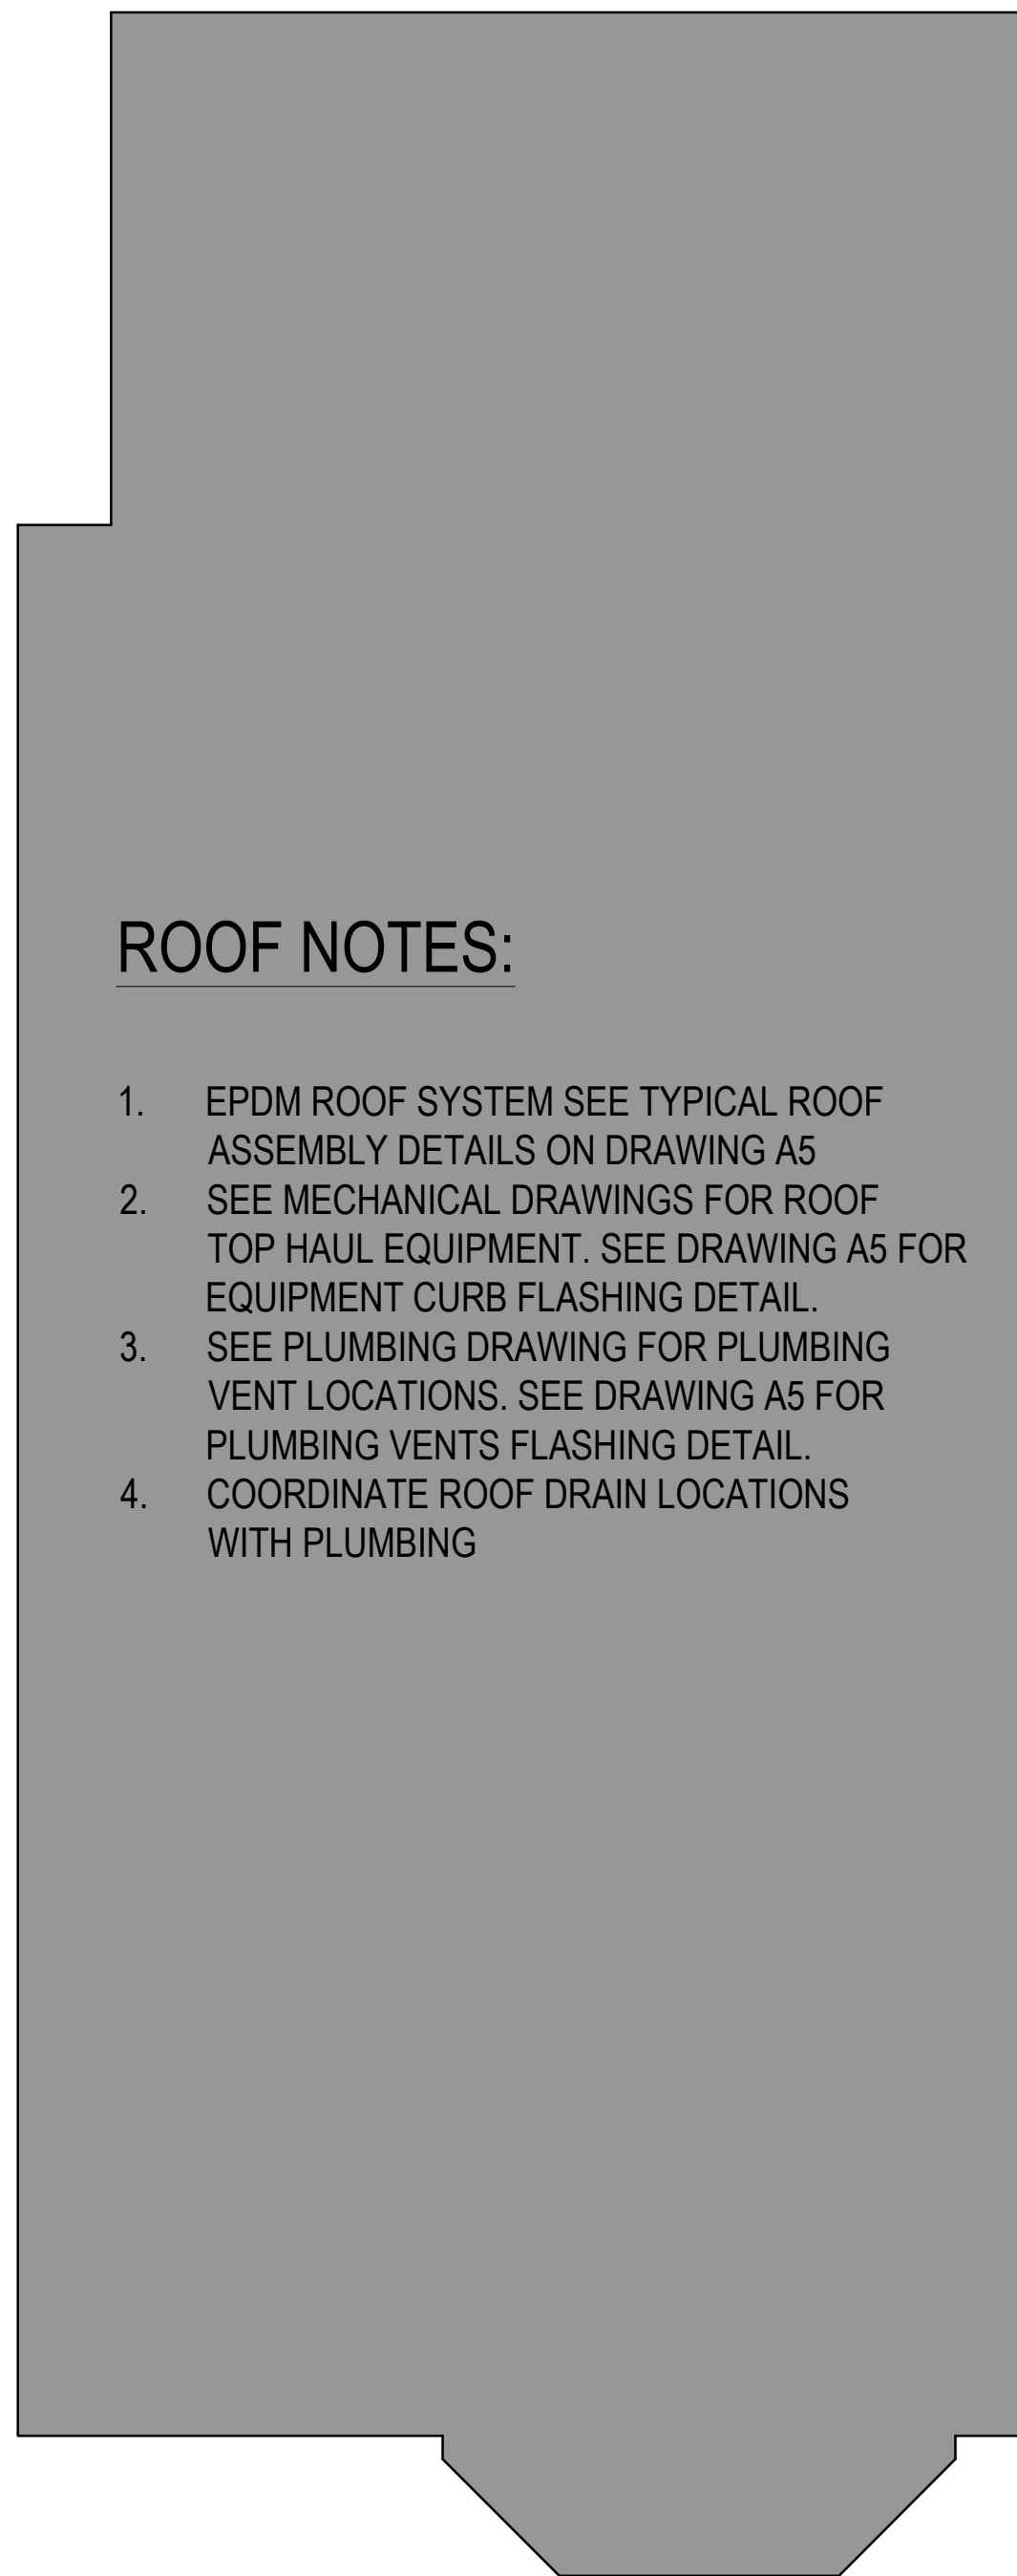 ROOF NOTES:
1. EPDM ROOF SYSTEM SEE TYPICAL ROOF
ASSEMBLY DETAILS ON DRAWING A5
2. SEE MECHANICAL DRAWINGS FOR ROOF
TOP HAUL EQUIPMENT. SEE DRAWING A5 FOR
EQUIPMENT CURB FLASHING DETAIL.
3. SEE PLUMBING DRAWING FOR PLUMBING
VENT LOCATIONS. SEE DRAWING A5 FOR
PLUMBING VENTS FLASHING DETAIL.
4. COORDINATE ROOF DRAIN LOCATIONS
WITH PLUMBING